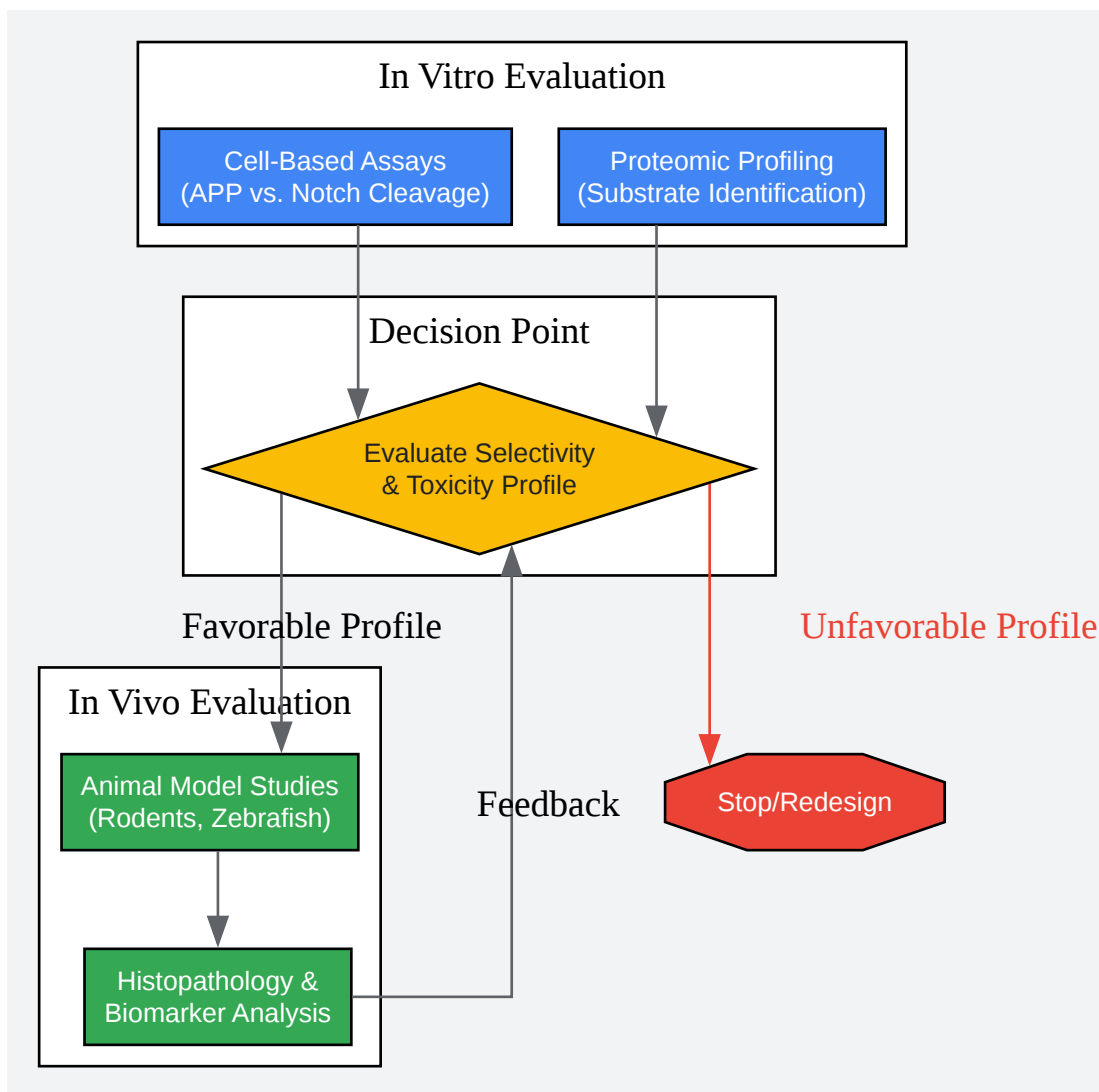 In Vitro Evaluation
Cell-Based Assays
(APP vs. Notch Cleavage)
Proteomic Profiling
(Substrate Identification)
Decision Point
Evaluate Selectivity
& Toxicity Profile
Favorable Profile
Unfavorable Profile
In Vivo Evaluation
Animal Model Studies
(Rodents, Zebrafish)
Feedback
Stop/Redesign
Histopathology &
Biomarker Analysis